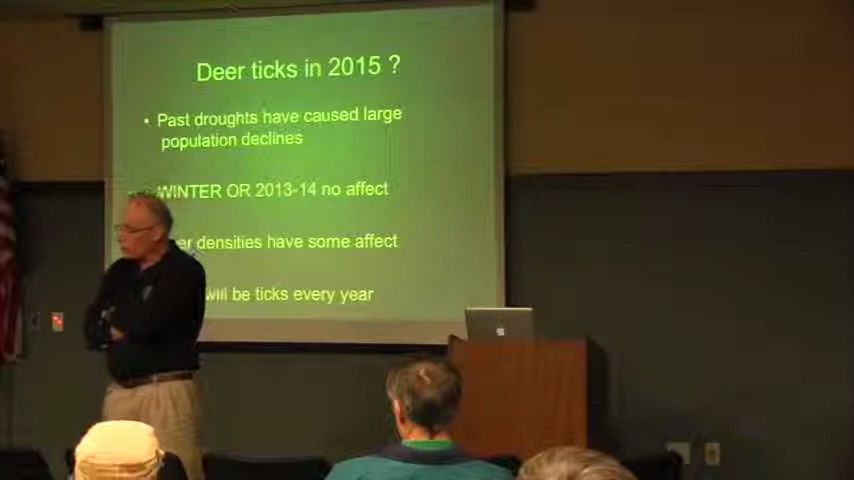 Deer ticks in 2015 ?
• Past droughts have caused large
population declines
WINTER OR 2013-14 no affect
densities have some affect
will be ticks every year